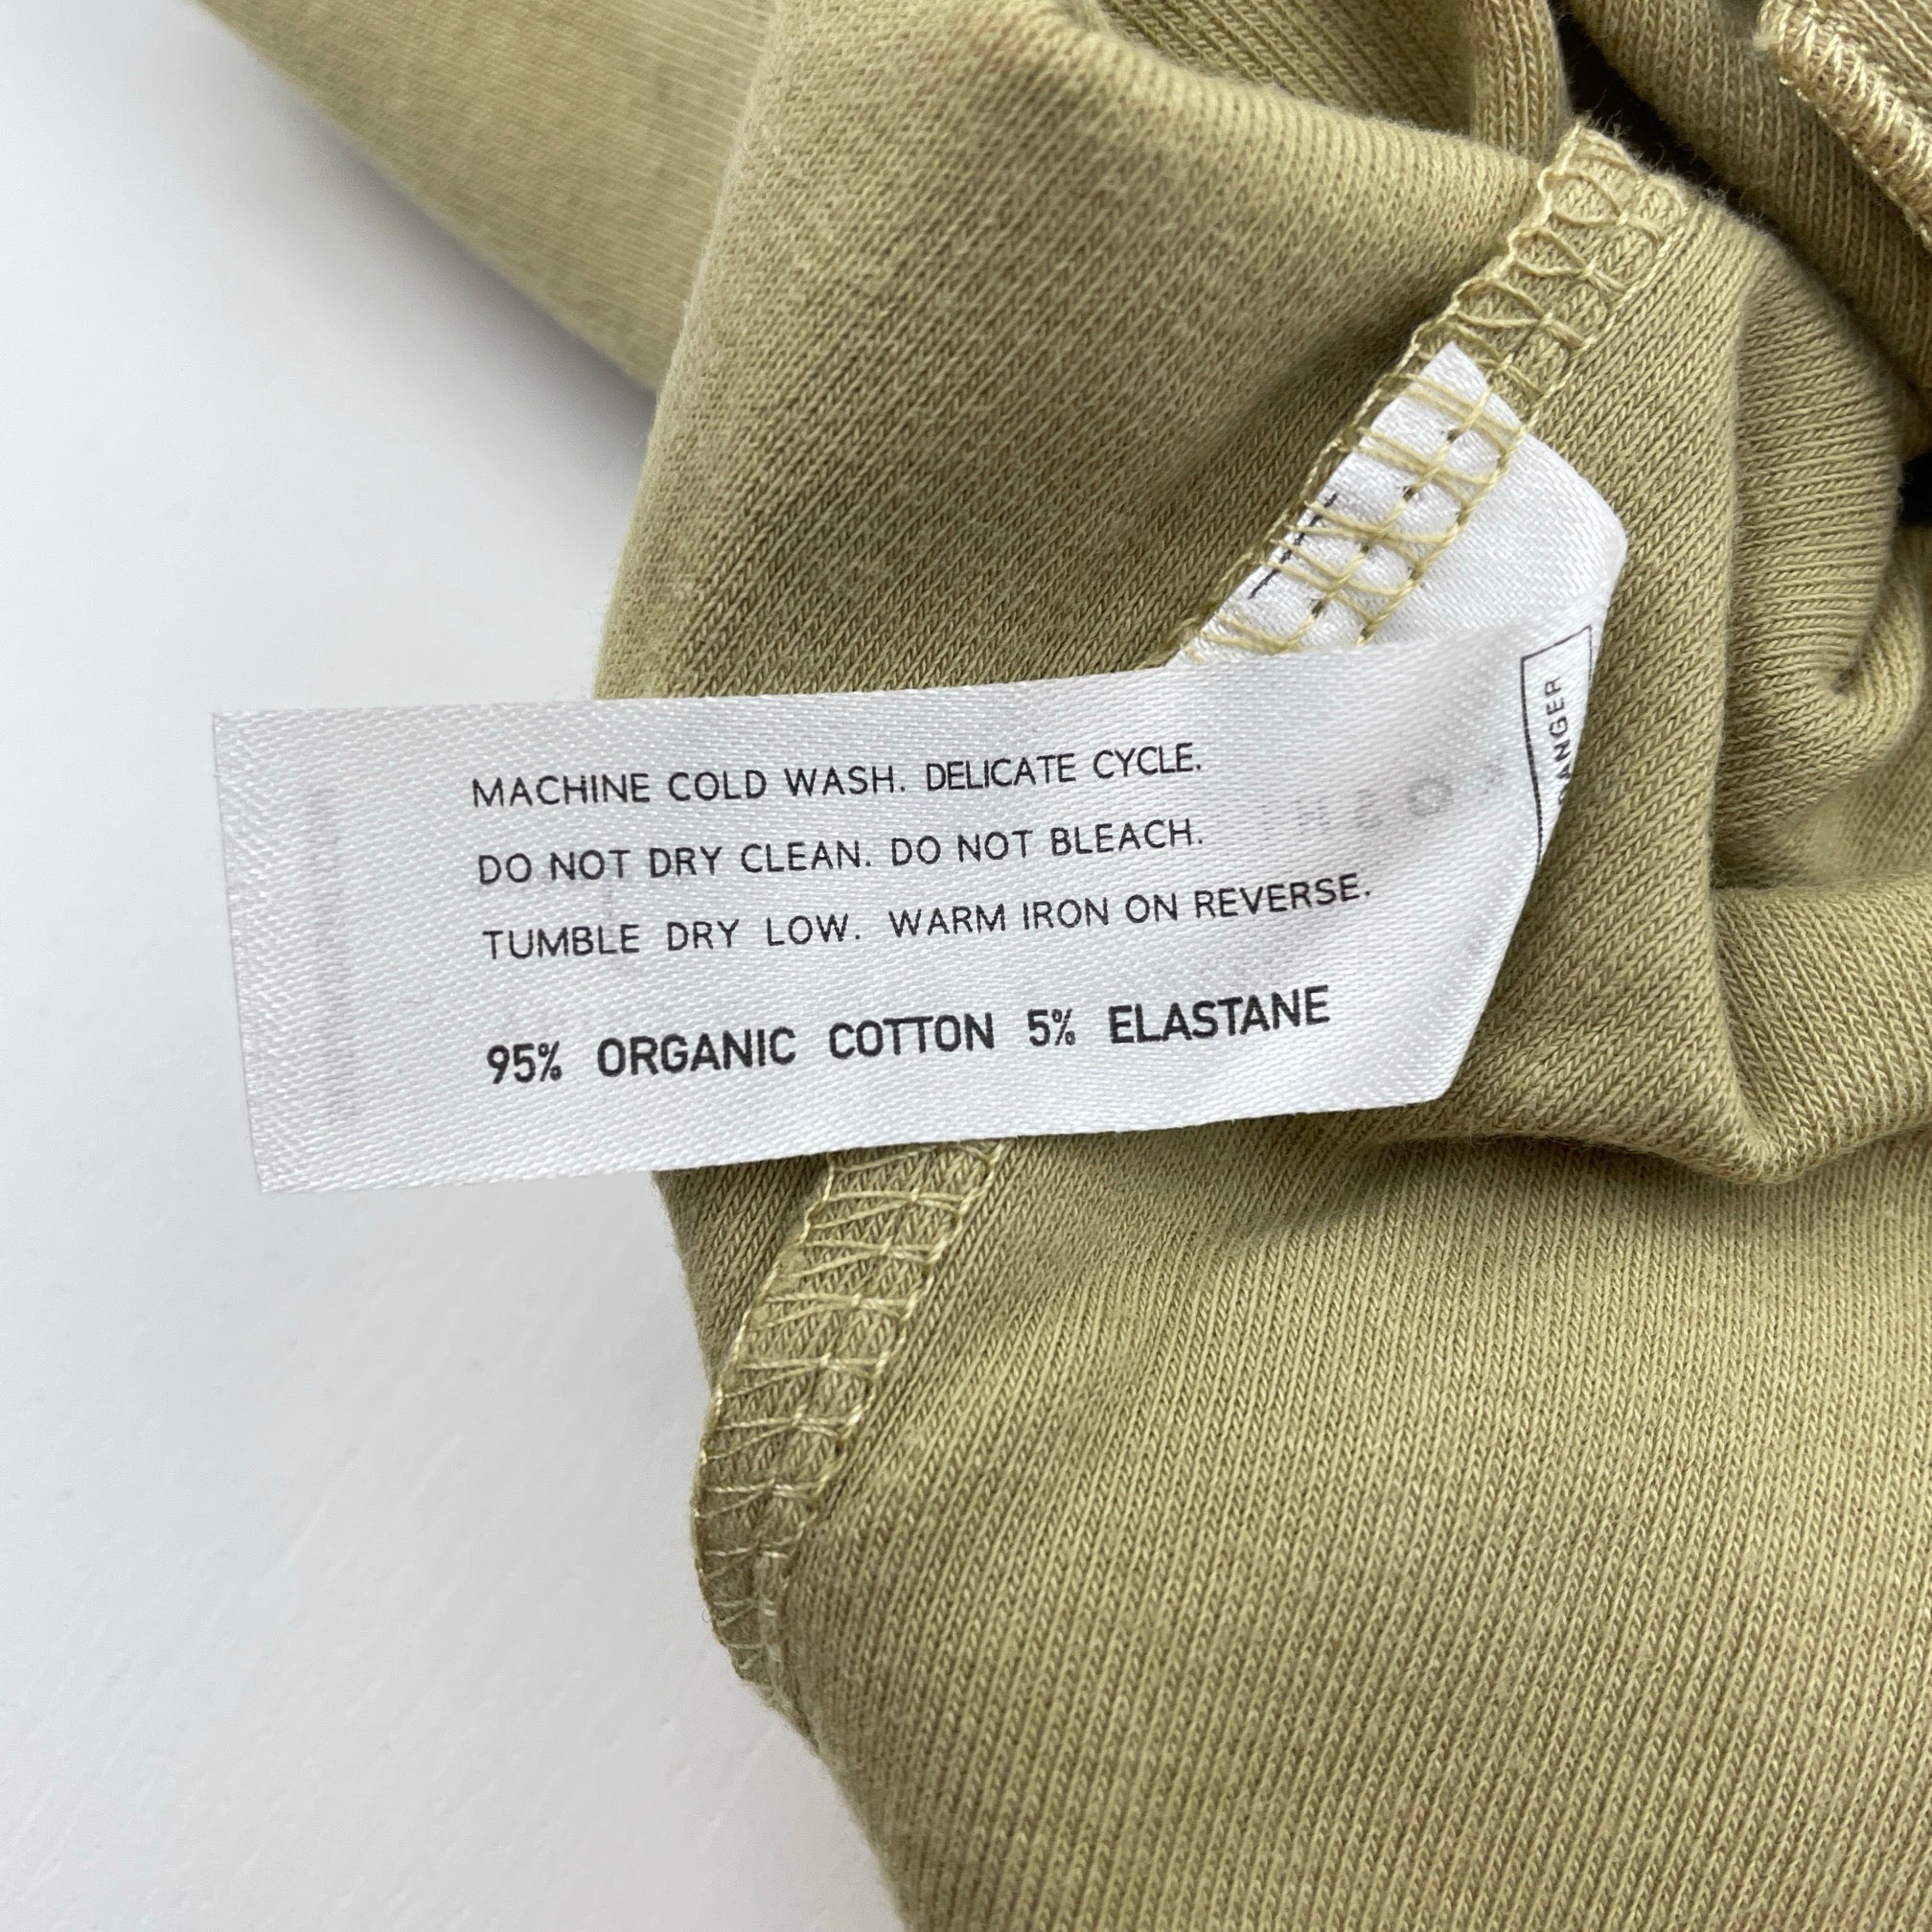 MACHINE COLD WASH. DELICATE CYCLE.
DO NOT DRY CLEAN. DO NOT BLEACH.
TUMBLE DRY LOW. WARM IRON ON REVERSE.
95% ORGANIC COTTON 5% ELASTANE